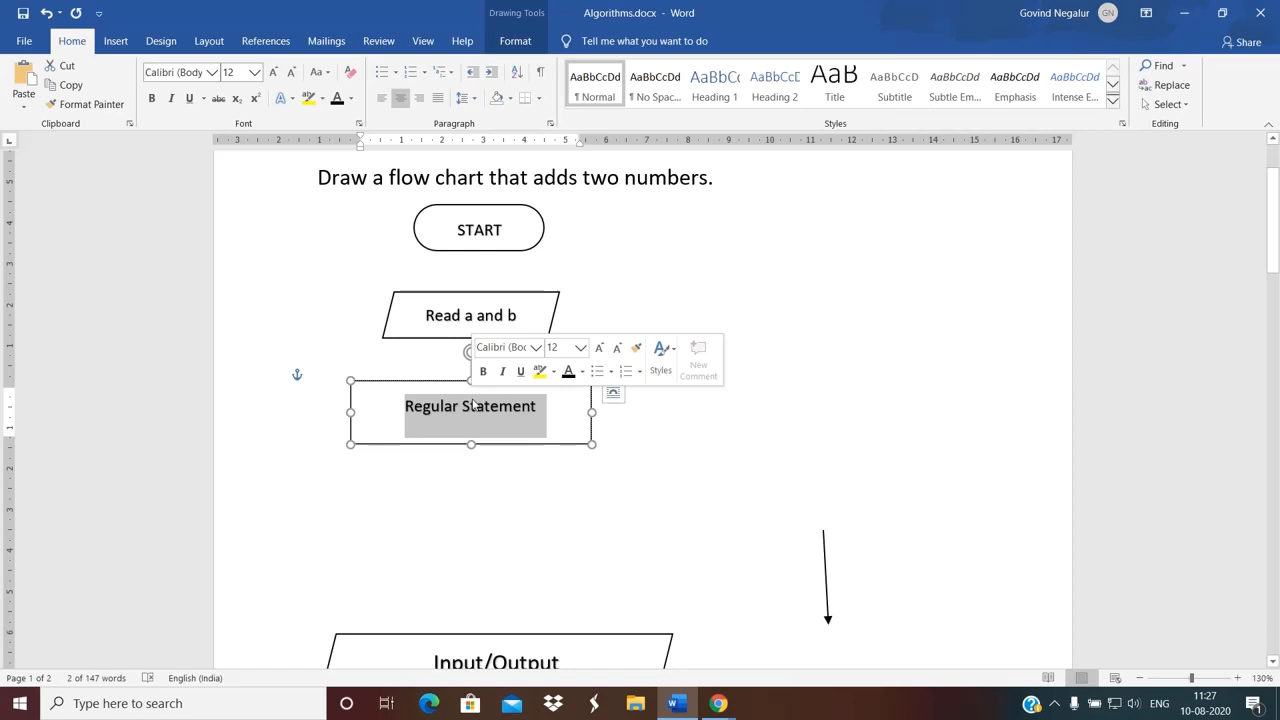 Drawing Tools
Algorithms.docx - Word
Govind Negalur
GN
File
Home
Insert
Design
Layout
References
Mailings
Review
View
Help
Format
Tell me what you want to do
Share
Paste
Cut
Copy
Format Painter
Clipboard
Calibri (Body
12
Font
Paragraph
AaBbCcDd
¶ Normal
AaBbCcDd
¶ No Spac...
AaBbCc
Heading 1
AaBbCcD
Heading 2
AaB
Title
AaBbCcDd
Subtitle
AaBbCcDd
Subtle Em...
AaBbCcDd
Emphasis
AaBbCcDd
Intense E...
Styles
Find
Replace
Select
Editing
Draw a flow chart that adds two numbers.
START
Read a and b
Calibri (Boc
12
Styles
New
Comment
Regular Statement
Input/Output
Page 1 of 2
2 of 147 words
English (India)
130%
Type here to search
ENG
11:27
10-08-2020